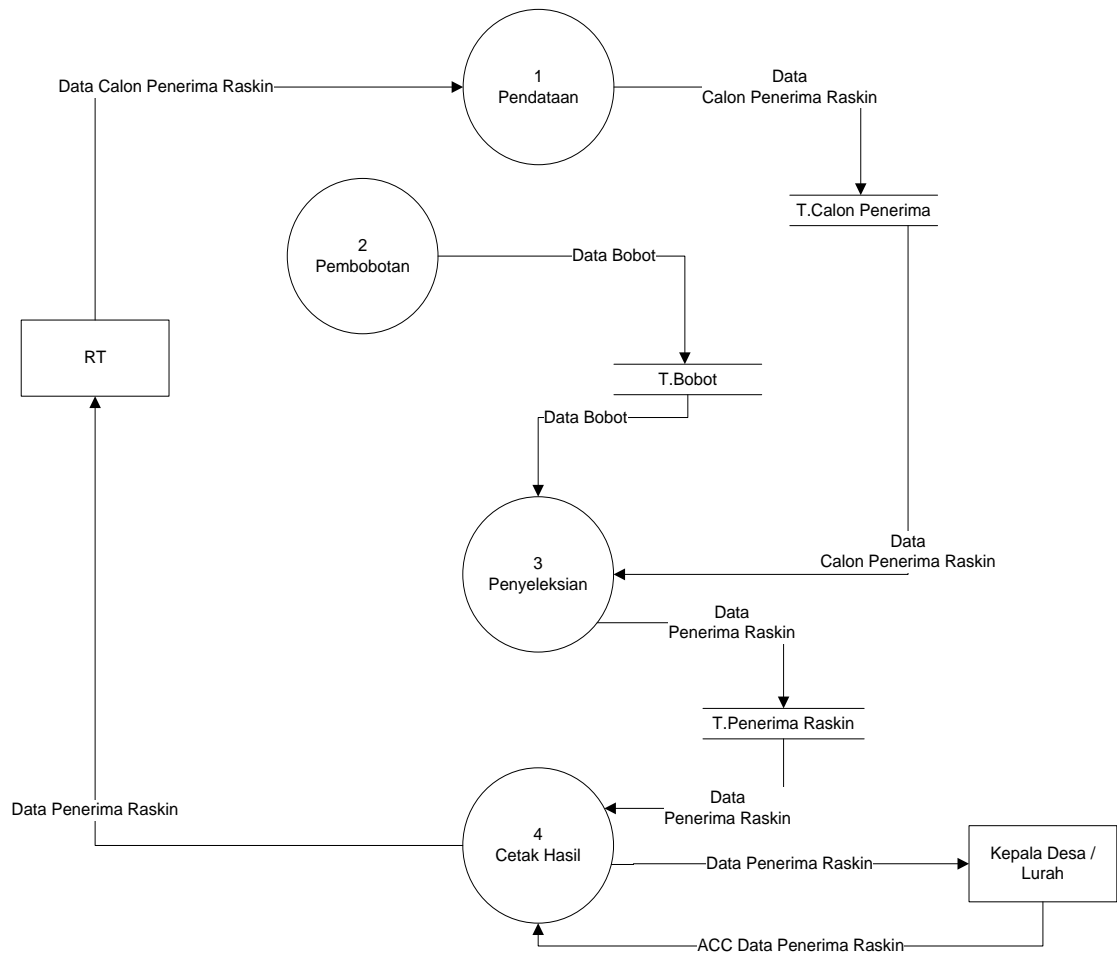 Data Calon Penerima Raskin
1
Pendataan
Data
Calon Penerima Raskin
T.Calon Penerima
2
Pembobotan
Data Bobot
RT
T.Bobot
Data Bobot
3
Penyeleksian
Data
Calon Penerima Raskin
Data
Penerima Raskin
T.Penerima Raskin
Data
Penerima Raskin
Data Penerima Raskin
4
Cetak Hasil
Data Penerima Raskin
Kepala Desa /
Lurah
ACC Data Penerima Raskin